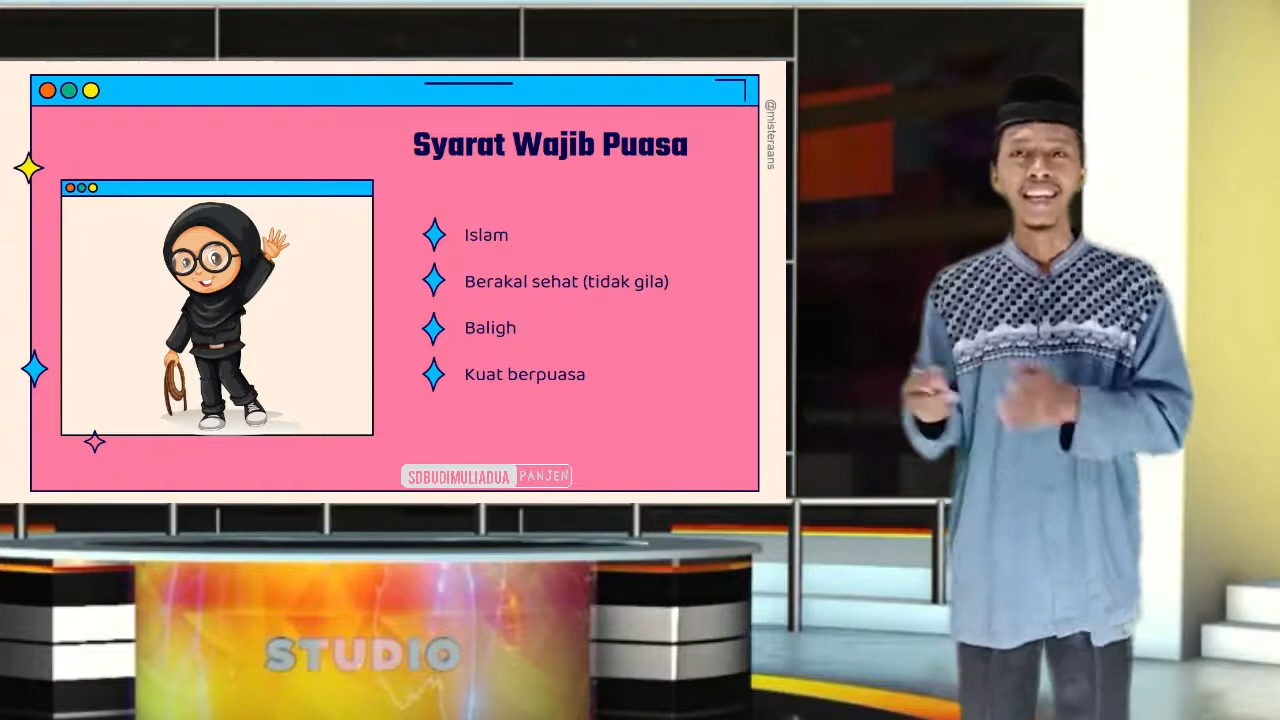 Syarat Wajib Puasa
@misteraans
Islam
Berakal sehat (tidak gila)
Baligh
Kuat berpuasa
SDBUDIMULIADUA PANJEN
STUDIO